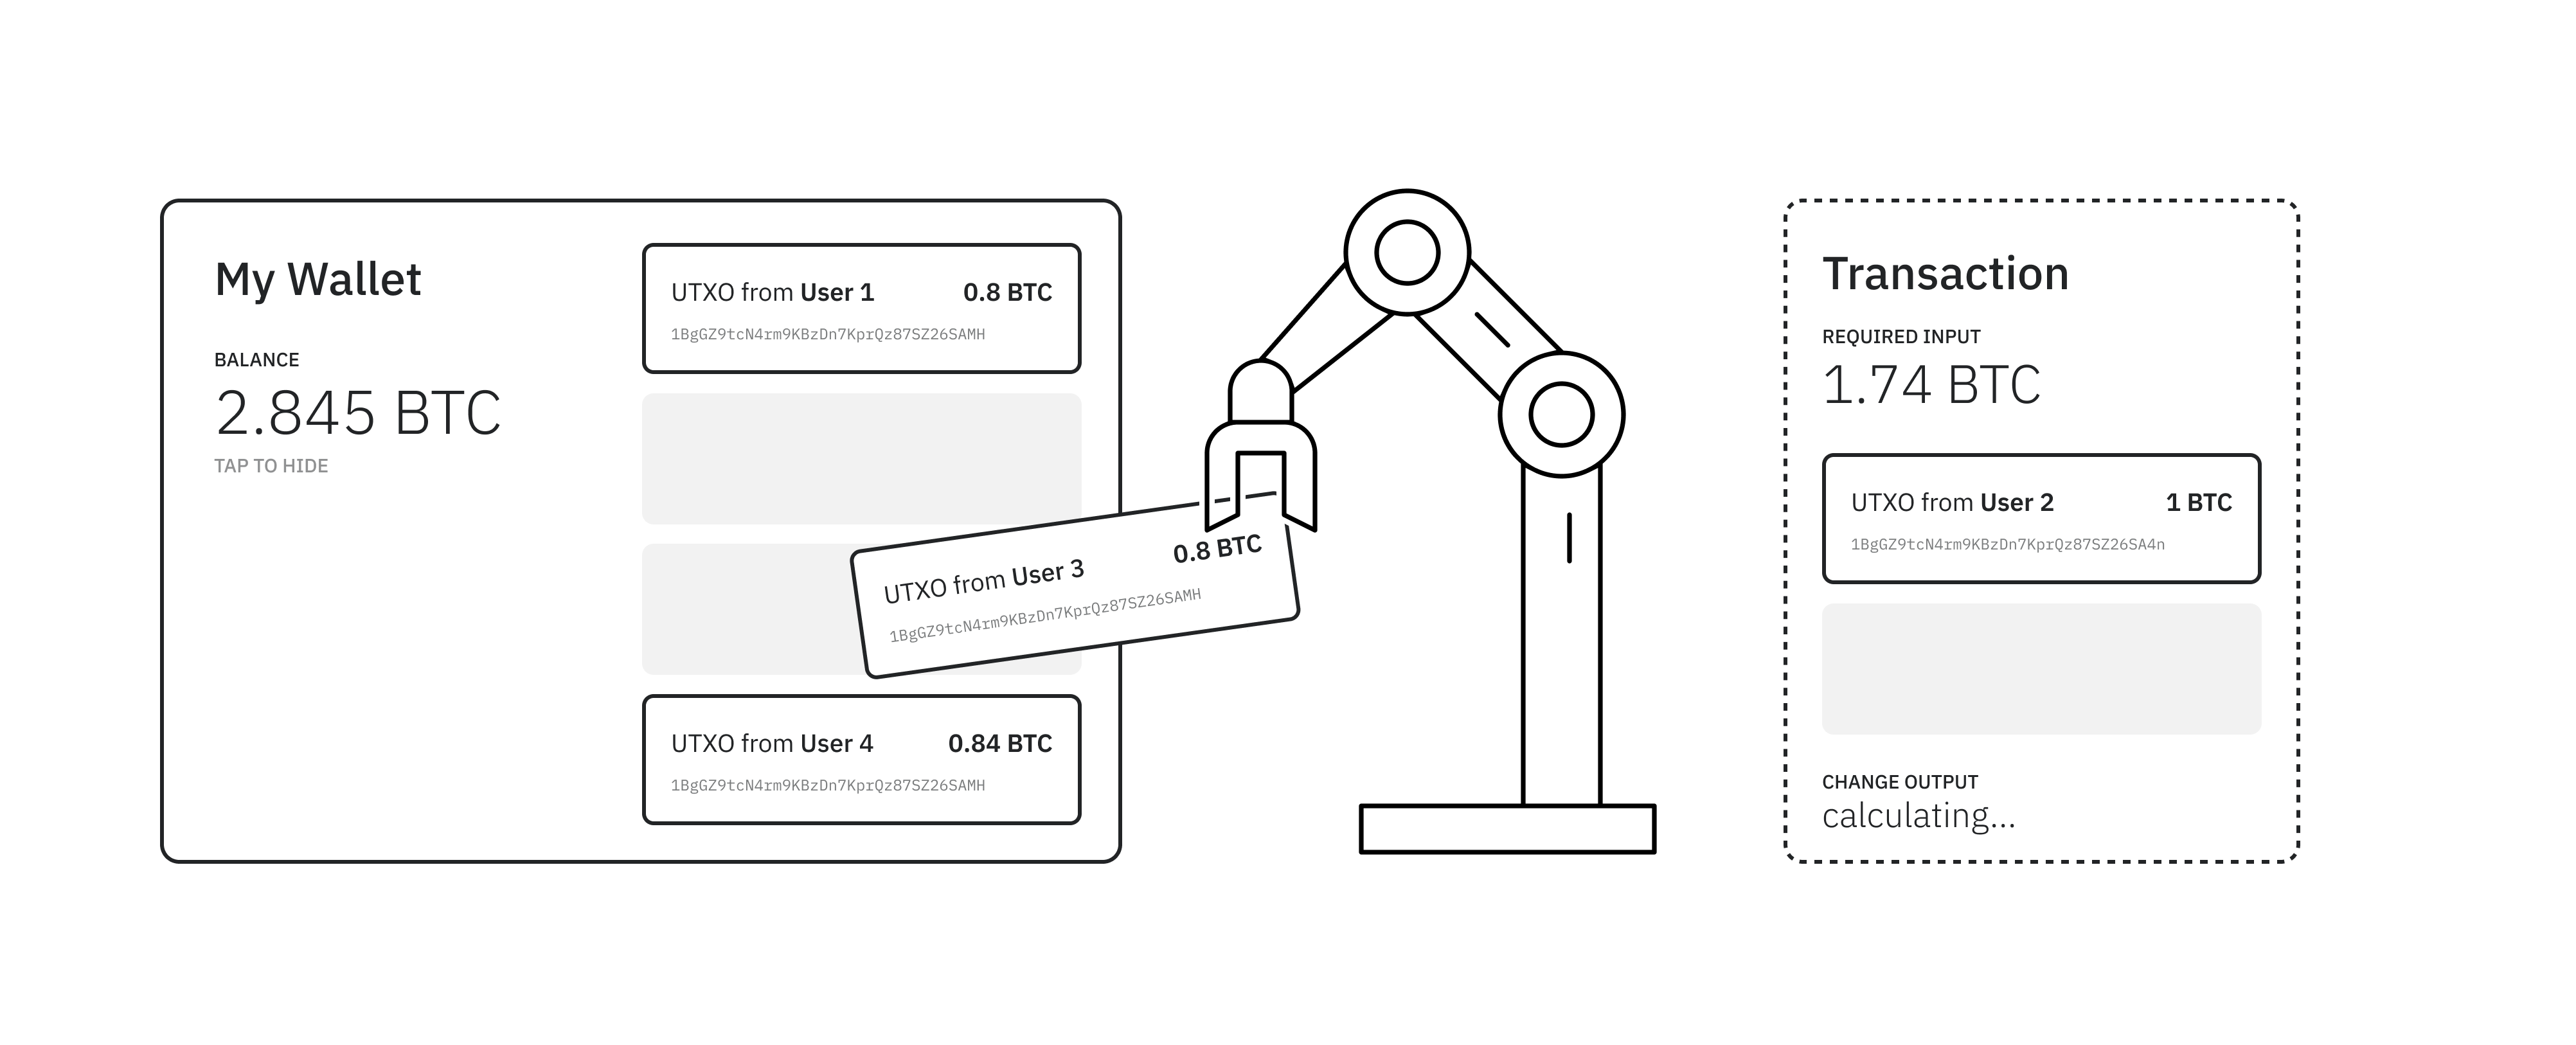 My Wallet
BALANCE
2.845 BTC
TAP TO HIDE
UTXO from User 1 0.8 BTC
1BgGZ9tcN4rm9KBzDn7KprQz87SZ26SAMH
UTXO from User 3 0.8 BTC
1BgGZ9tcN4rm9KBzDn7KprQz87SZ26SAMH
UTXO from User 4 0.84 BTC
1BgGZ9tcN4rm9KBzDn7KprQz87SZ26SAMH
Transaction
REQUIRED INPUT
1.74 BTC
UTXO from User 2 1 BTC
1BgGZ9tcN4rm9KBzDn7KprQz87SZ26SA4n
CHANGE OUTPUT
calculating...